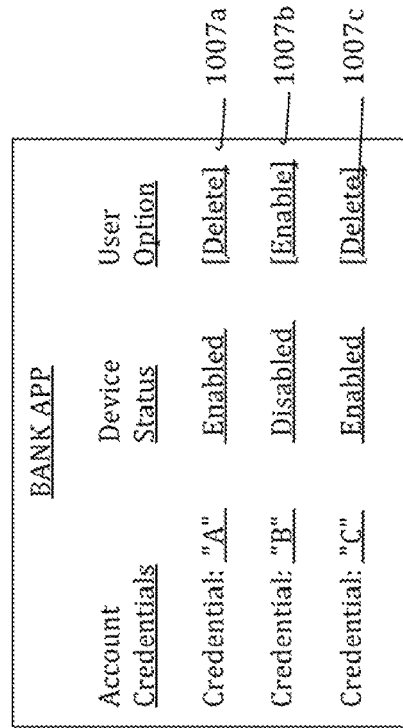 BANK APP
Account Device User
Credentials Status Option
Credential: "A" Enabled [Delete] 1007a
Credential: "B" Disabled [Enable] 1007b
Credential: "C" Enabled [Delete] 1007c